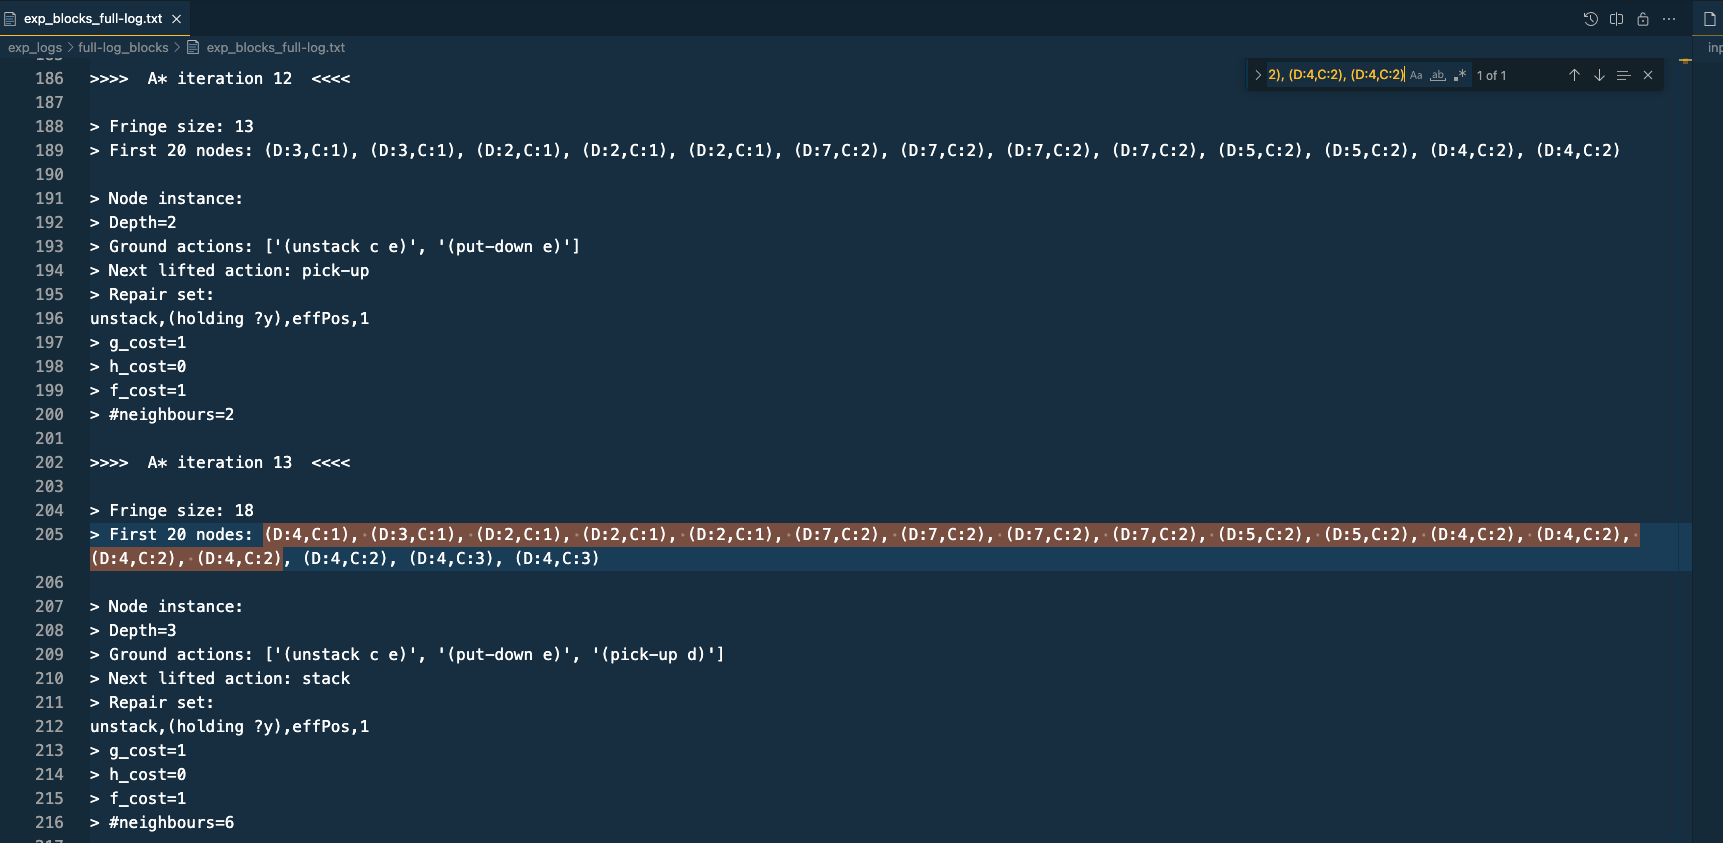 exp_blocks_full-log.txt
exp_logs > full-log_blocks > exp_blocks_full-log.txt
inp
2), (D:4,C:2), (D:4,C:2) Aa ab .* 1 of 1
186 >>>>  A* iteration 12  <<<<
187
188 > Fringe size: 13
189 > First 20 nodes: (D:3,C:1), (D:3,C:1), (D:2,C:1), (D:2,C:1), (D:2,C:1), (D:7,C:2), (D:7,C:2), (D:7,C:2), (D:7,C:2), (D:5,C:2), (D:5,C:2), (D:4,C:2), (D:4,C:2)
190
191 > Node instance:
192 > Depth=2
193 > Ground actions: ['(unstack c e)', '(put-down e)']
194 > Next lifted action: pick-up
195 > Repair set:
196 unstack,(holding ?y),effPos,1
197 > g_cost=1
198 > h_cost=0
199 > f_cost=1
200 > #neighbours=2
201
202 >>>>  A* iteration 13  <<<<
203
204 > Fringe size: 18
205 > First 20 nodes: (D:4,C:1), (D:3,C:1), (D:2,C:1), (D:2,C:1), (D:2,C:1), (D:7,C:2), (D:7,C:2), (D:7,C:2), (D:7,C:2), (D:5,C:2), (D:5,C:2), (D:4,C:2), (D:4,C:2),
(D:4,C:2), (D:4,C:2), (D:4,C:2), (D:4,C:3), (D:4,C:3)
206
207 > Node instance:
208 > Depth=3
209 > Ground actions: ['(unstack c e)', '(put-down e)', '(pick-up d)']
210 > Next lifted action: stack
211 > Repair set:
212 unstack,(holding ?y),effPos,1
213 > g_cost=1
214 > h_cost=0
215 > f_cost=1
216 > #neighbours=6